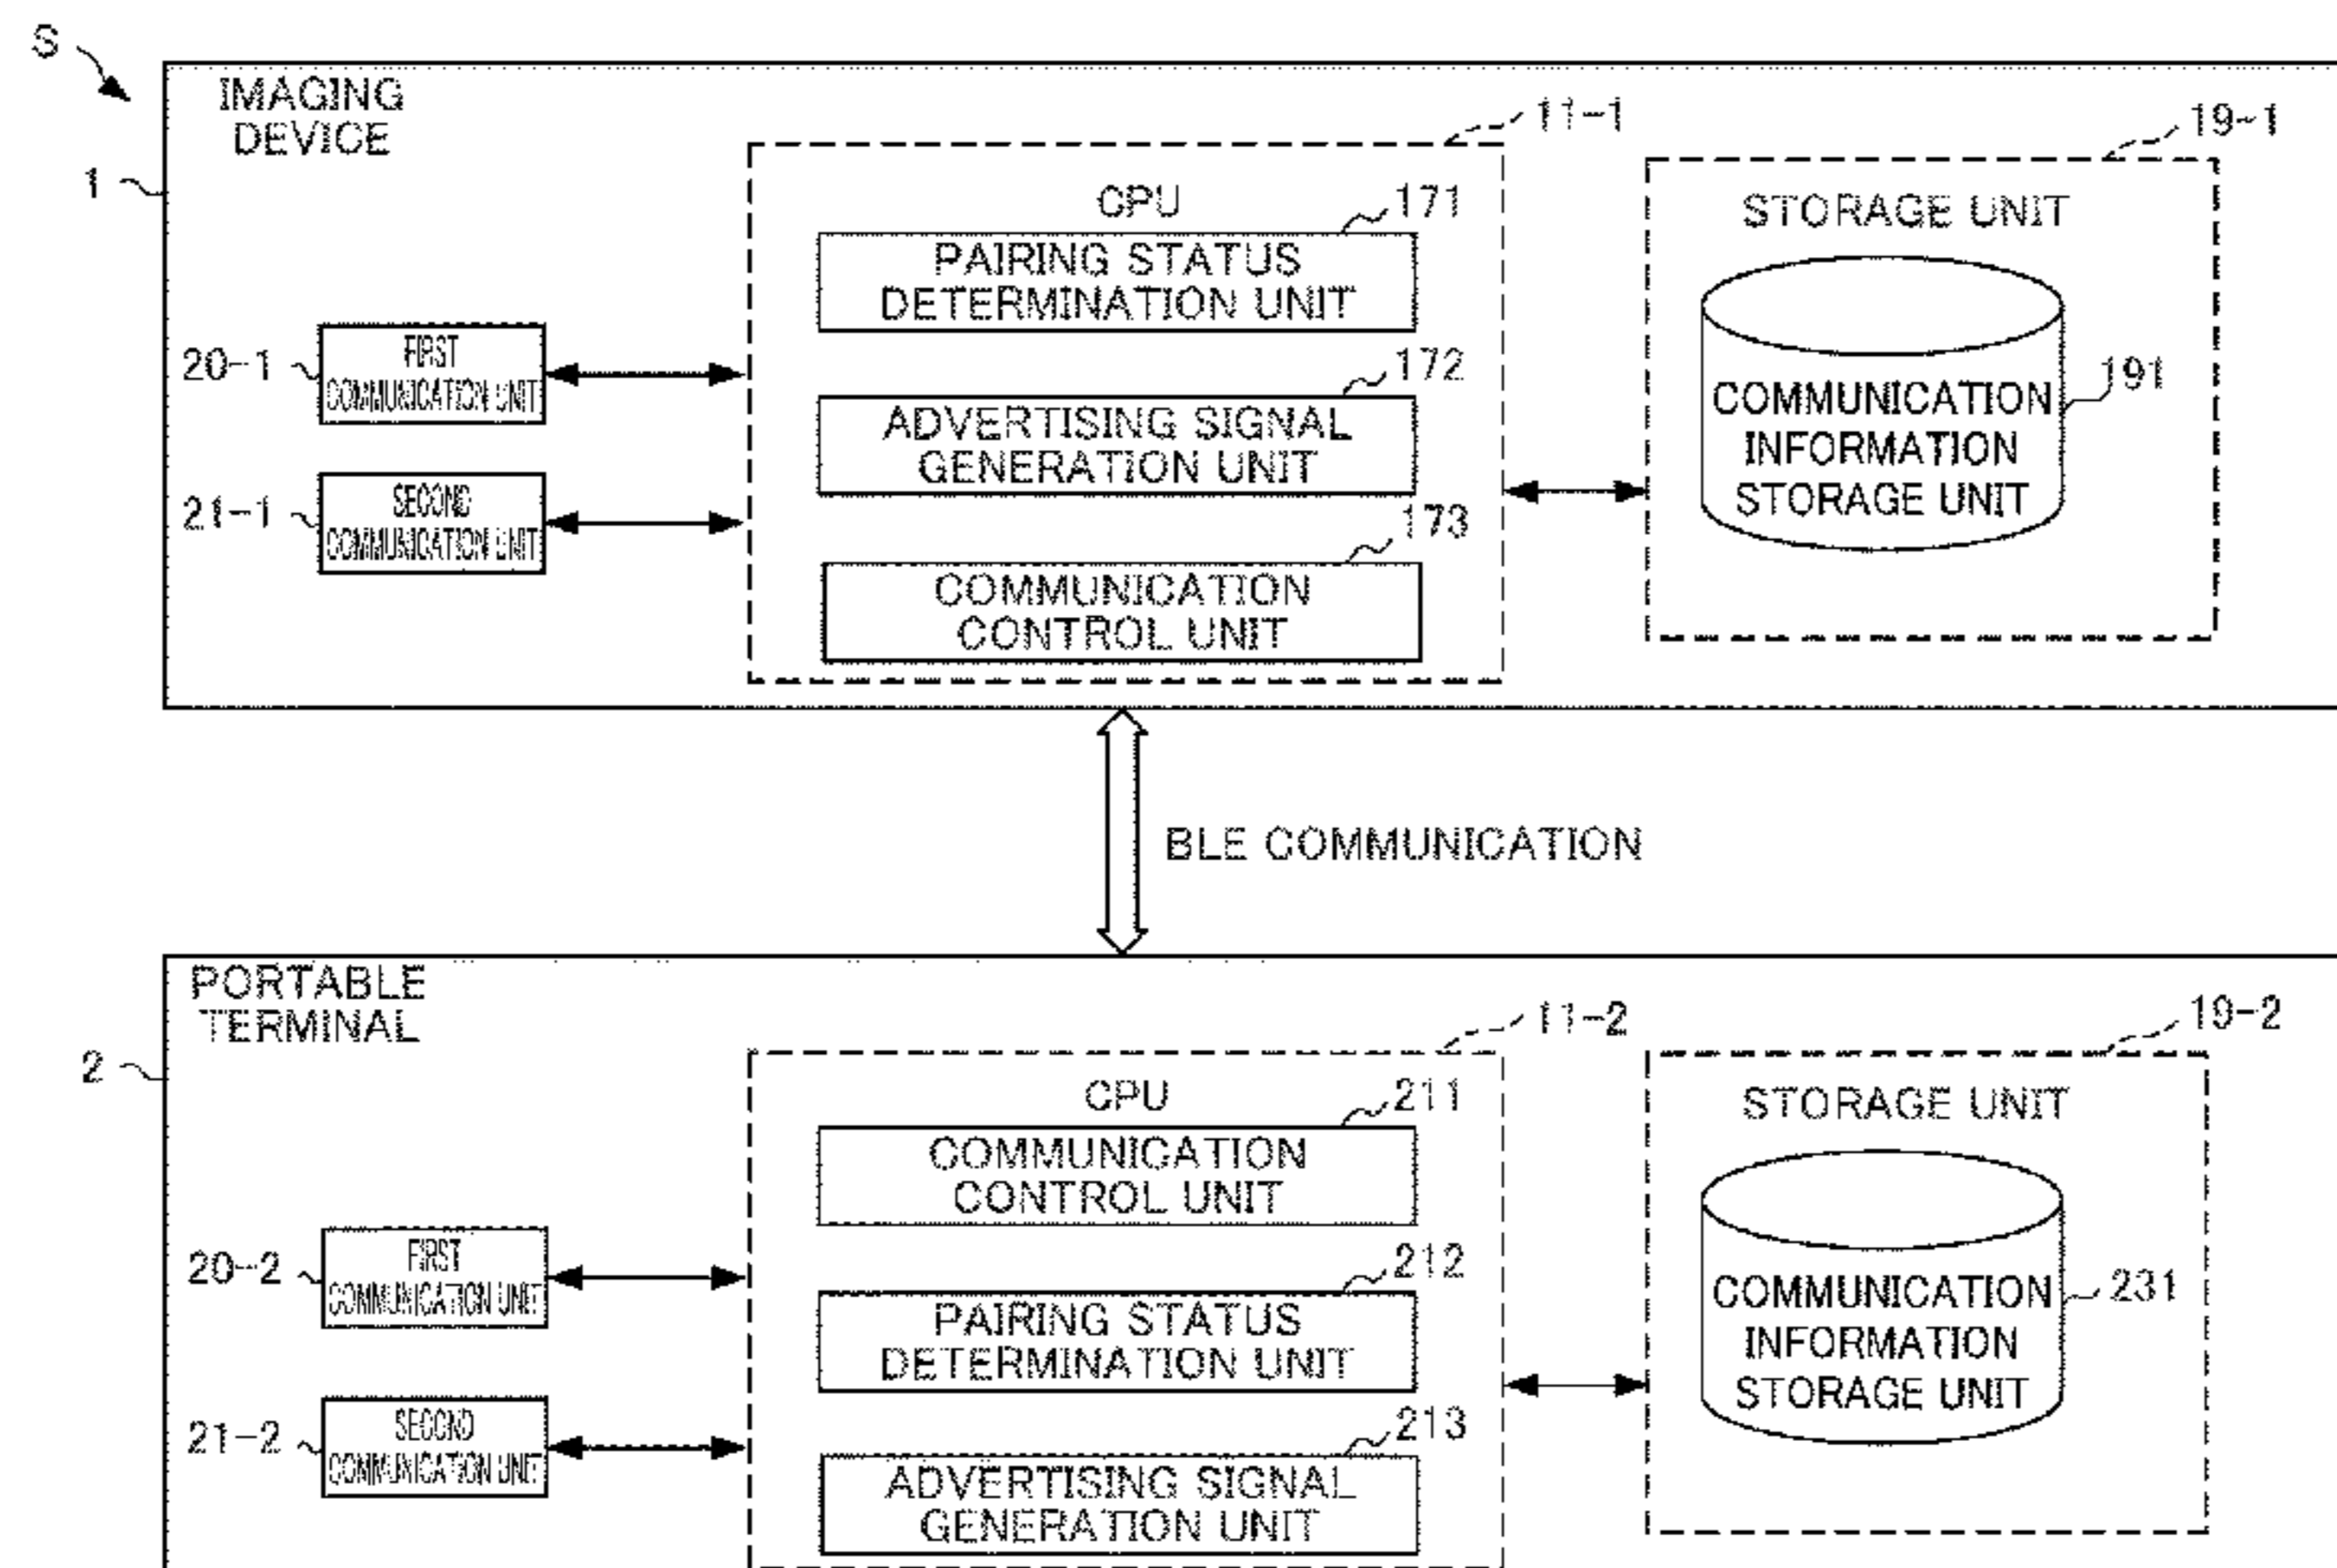 S
IMAGING
DEVICE
1
11-1
19-1
CPU
171
PAIRING STATUS
DETERMINATION UNIT
172
ADVERTISING SIGNAL
GENERATION UNIT
173
COMMUNICATION
CONTROL UNIT
20-1
FIRST
COMMUNICATION UNIT
21-1
SECOND
COMMUNICATION UNIT
STORAGE UNIT
191
COMMUNICATION
INFORMATION
STORAGE UNIT
BLE COMMUNICATION
PORTABLE
TERMINAL
2
11-2
19-2
CPU
211
COMMUNICATION
CONTROL UNIT
212
PAIRING STATUS
DETERMINATION UNIT
213
ADVERTISING SIGNAL
GENERATION UNIT
20-2
FIRST
COMMUNICATION UNIT
21-2
SECOND
COMMUNICATION UNIT
STORAGE UNIT
COMMUNICATION
231
INFORMATION
STORAGE UNIT